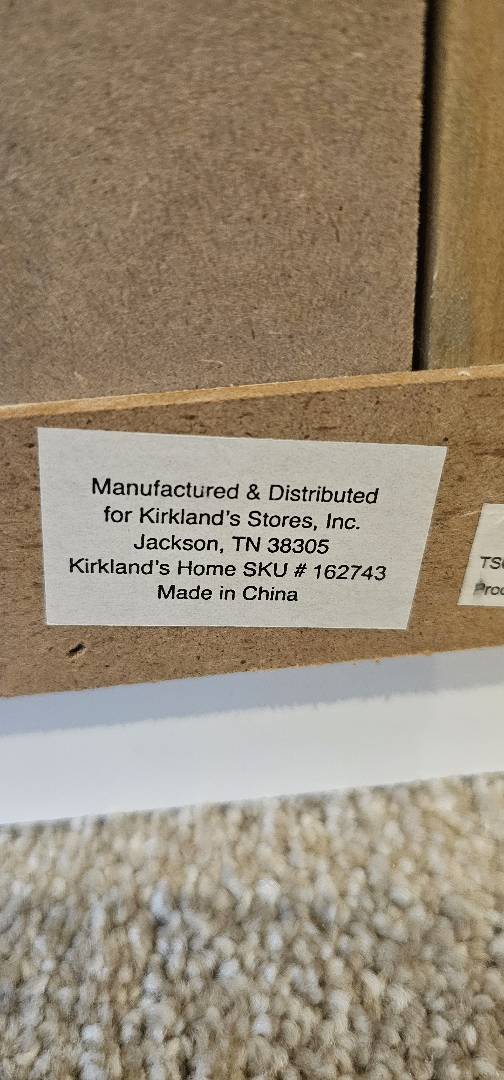 Manufactured & Distributed
for Kirkland's Stores, Inc.
Jackson, TN 38305
Kirkland's Home SKU # 162743
Made in China